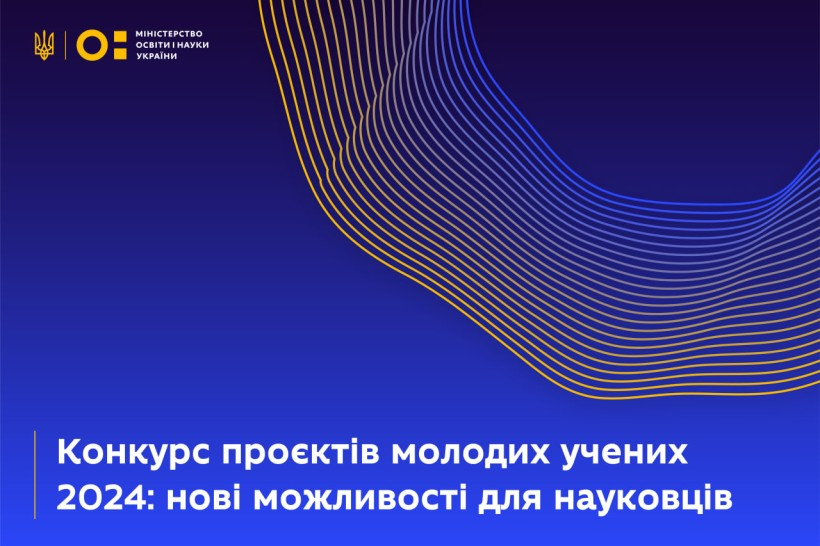 МІНІСТЕРСТВО
ОСВІТИ І НАУКИ
УКРАЇНИ
Конкурс проєктів молодих учених
2024: нові можливості для науковців